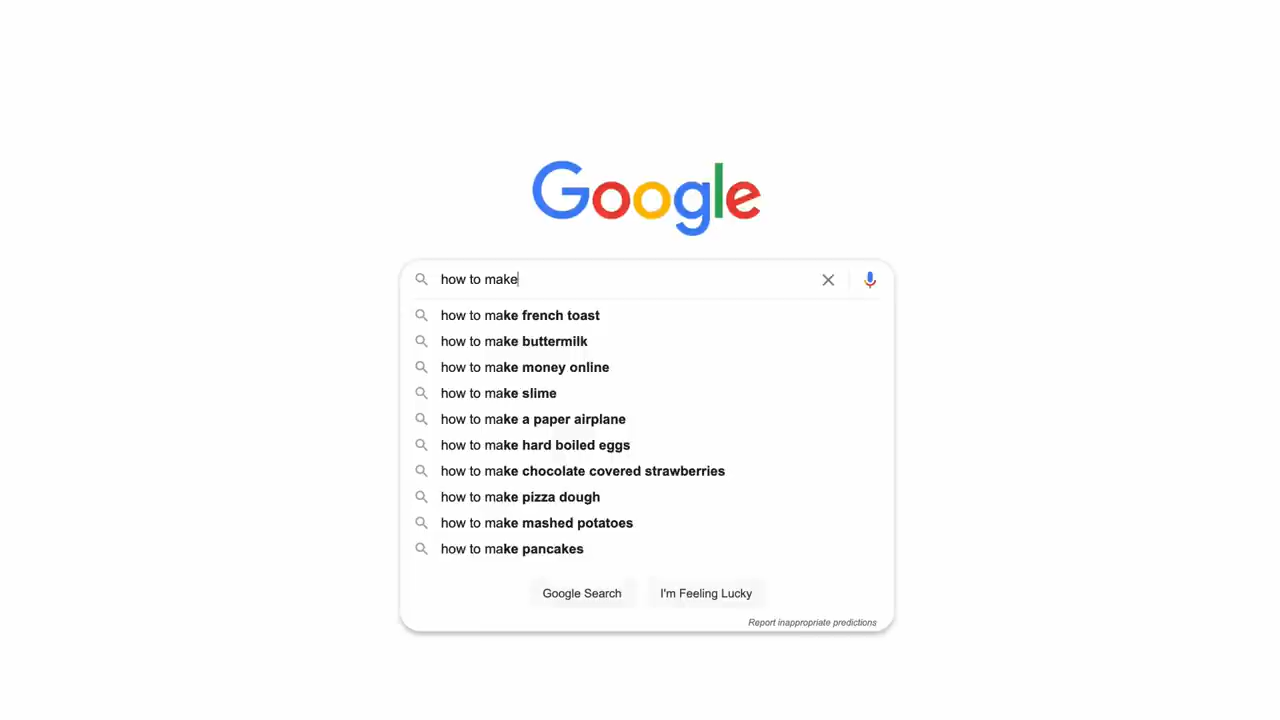 Google
how to make
how to make french toast
how to make buttermilk
how to make money online
how to make slime
how to make a paper airplane
how to make hard boiled eggs
how to make chocolate covered strawberries
how to make pizza dough
how to make mashed potatoes
how to make pancakes
Google Search I'm Feeling Lucky
Report inappropriate predictions